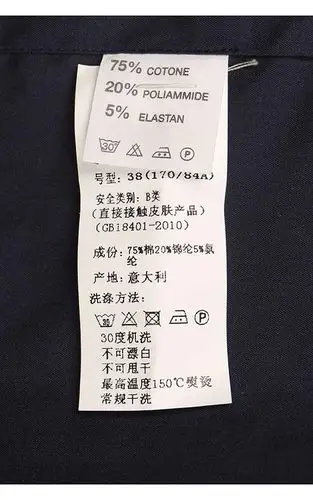 75% COTONE
20% POLIAMMIDE
5% ELASTAN
30°
P
号型: 38(170/84A)
安全类别: B类
(直接接触皮肤产品)
(GB18401-2010)
成份: 75%棉20%锦纶5%氨
纶
产地: 意大利
洗涤方法:
30 P
30度机洗
不可漂白
不可甩干
最高温度150℃熨烫
常规干洗